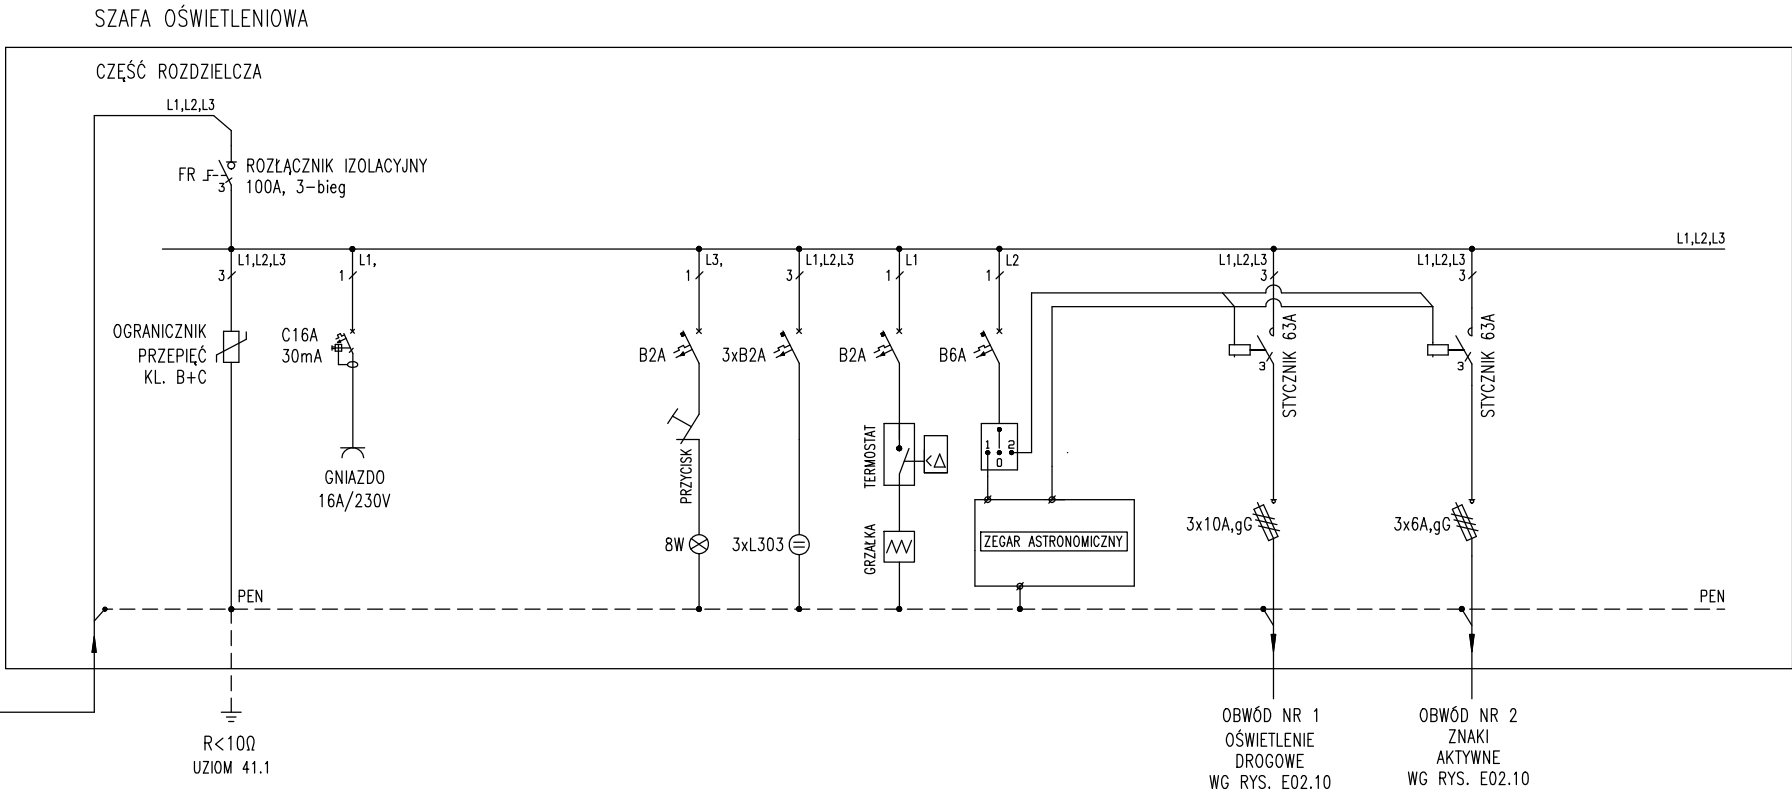 SZAFA OŚWIETLENIOWA
CZĘŚĆ ROZDZIELCZA
L1,L2,L3
FR
3
ROZŁĄCZNIK IZOLACYJNY
100A, 3-bieg
L1,L2,L3
L1,L2,L3
3
L1,
1
L3,
1
L1,L2,L3
3
L1
1
L2
1
L1,L2,L3
3
L1,L2,L3
3
OGRANICZNIK
PRZEPIĘĆ
KL. B+C
C16A
30mA
B2A
3xB2A
B2A
B6A
3
STYCZNIK 63A
3
STYCZNIK 63A
GNIAZDO
16A/230V
PRZYCISK
TERMOSTAT
<Δ
1
2
0
8W
3xL303
GRZAŁKA
ZEGAR ASTRONOMICZNY
3x10A,gG
3x6A,gG
PEN
PEN
R<10Ω
UZIOM 41.1
OBWÓD NR 1
OŚWIETLENIE
DROGOWE
WG RYS. E02.10
OBWÓD NR 2
ZNAKI
AKTYWNE
WG RYS. E02.10